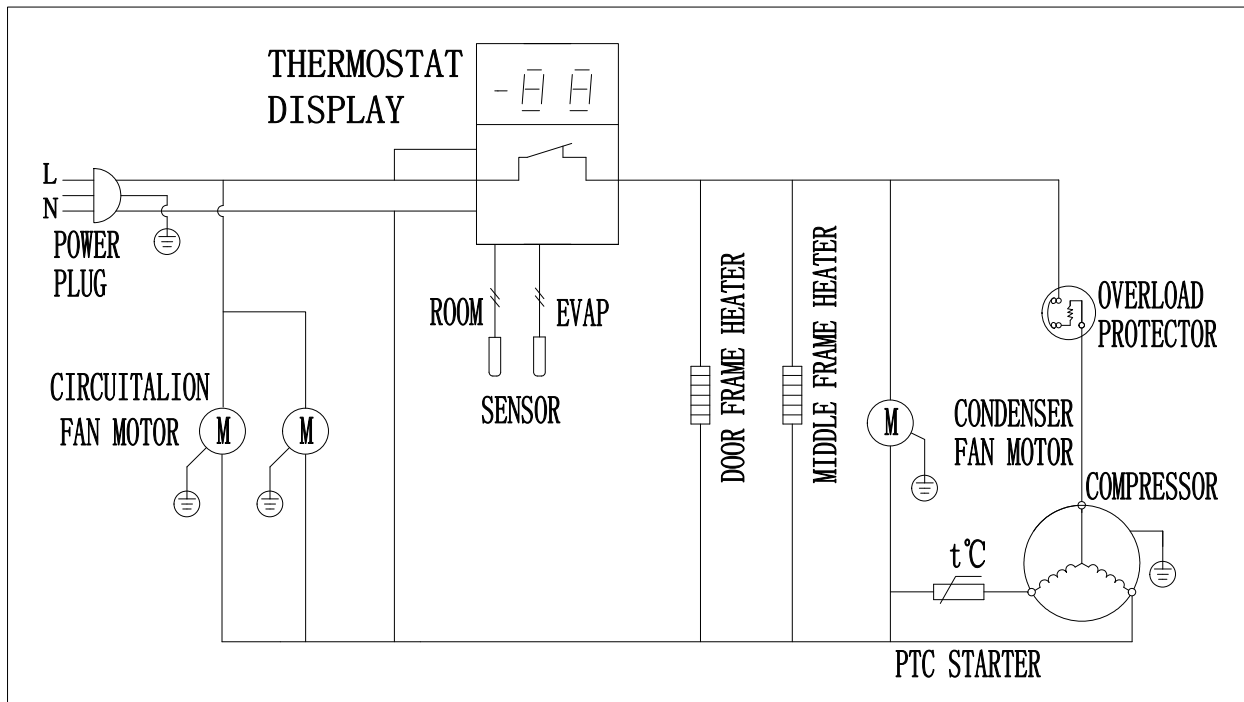 THERMOSTAT
DISPLAY
-88
L
N
POWER
PLUG
ROOM
EVAP
SENSOR
CIRCUITALION
FAN MOTOR
M
M
DOOR FRAME HEATER
MIDDLE FRAME HEATER
M
CONDENSER
FAN MOTOR
OVERLOAD
PROTECTOR
COMPRESSOR
t℃
PTC STARTER